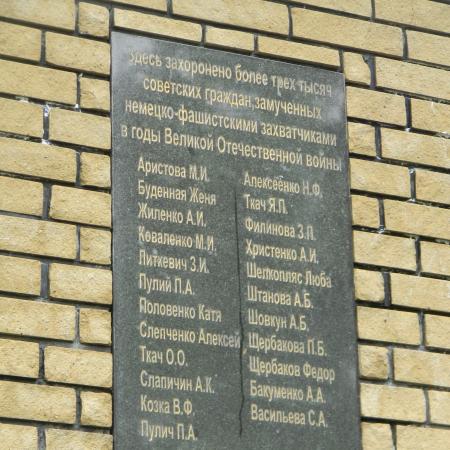 Здесь захоронено более трех тысяч
советских граждан, замученных
немецко-фашистскими захватчиками
в годы Великой Отечественной войны
Аристова М.И.
Буденная Женя
Жиленко А.И.
Коваленко М.И.
Литкевич З.И.
Пулий П.А.
Половенко Катя
Слепченко Алексей
Ткач О.О.
Слапичин А.К.
Козка В.Ф.
Пулич П.А.
Алексеенко Н.Ф.
Ткач Я.П.
Филинова З.П.
Христенко А.И.
Шелкопляс Люба
Штанова А.Б.
Шовкун А.Б.
Щербакова П.Б.
Щербаков Федор
Бакуменко А.А.
Васильева С.А.